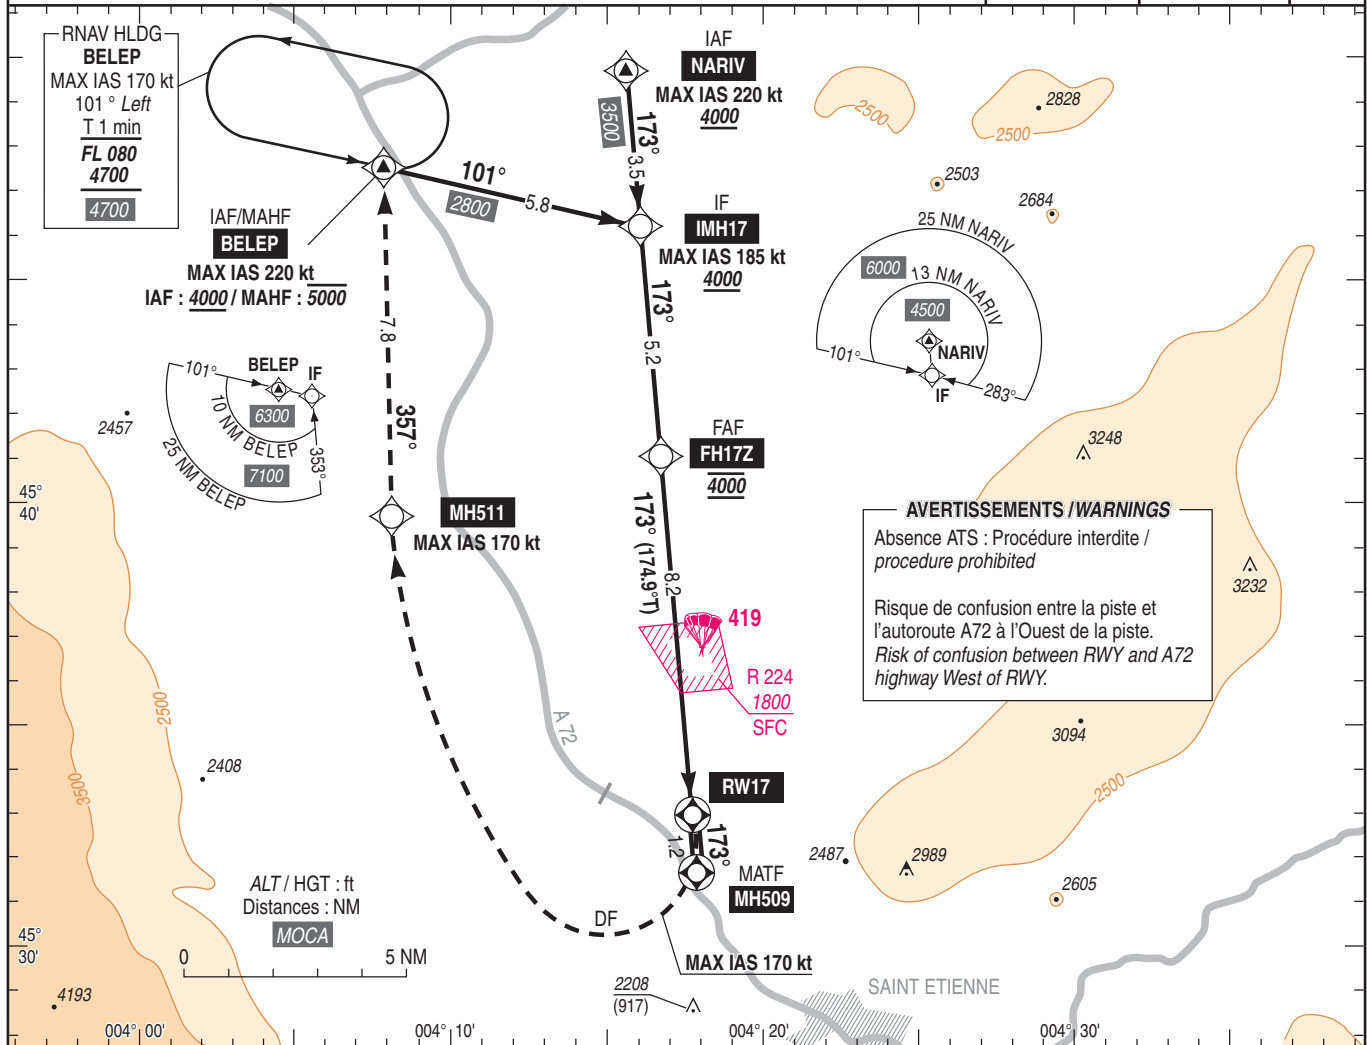 RNAV HLDG
BELEP
MAX IAS 170 kt
101 ° Left
T 1 min
FL 080
4700
4700
IAF/MAHF
BELEP
MAX IAS 220 kt
IAF : 4000 / MAHF : 5000
IAF
NARIV
MAX IAS 220 kt
4000
3500
173°
3.5
101°
2800
5.8
IF
IMH17
MAX IAS 185 kt
4000
173°
5.2
FAF
FH17Z
4000
173° (174.9°T)
8.2
419
R 224
1800
SFC
RW17
173°
1.2
MATF
MH509
MAX IAS 170 kt
DF
MH511
MAX IAS 170 kt
357°
7.8
101°
BELEP
IF
6300
10 NM BELEP
7100
25 NM BELEP
353°
25 NM NARIV
6000
13 NM NARIV
4500
NARIV
101°
IF
283°
2500
2828
2500
2503
2684
3248
3232
3094
2500
2989
2487
2605
2457
2408
2500
3500
4193
2208
(917)
A 72
SAINT ETIENNE
AVERTISSEMENTS / WARNINGS
Absence ATS : Procédure interdite /
procedure prohibited
Risque de confusion entre la piste et
l'autoroute A72 à l'Ouest de la piste.
Risk of confusion between RWY and A72
highway West of RWY.
ALT / HGT : ft
Distances : NM
MOCA
0
5 NM
45°
40'
45°
30'
004° 00'
004° 10'
004° 20'
004° 30'